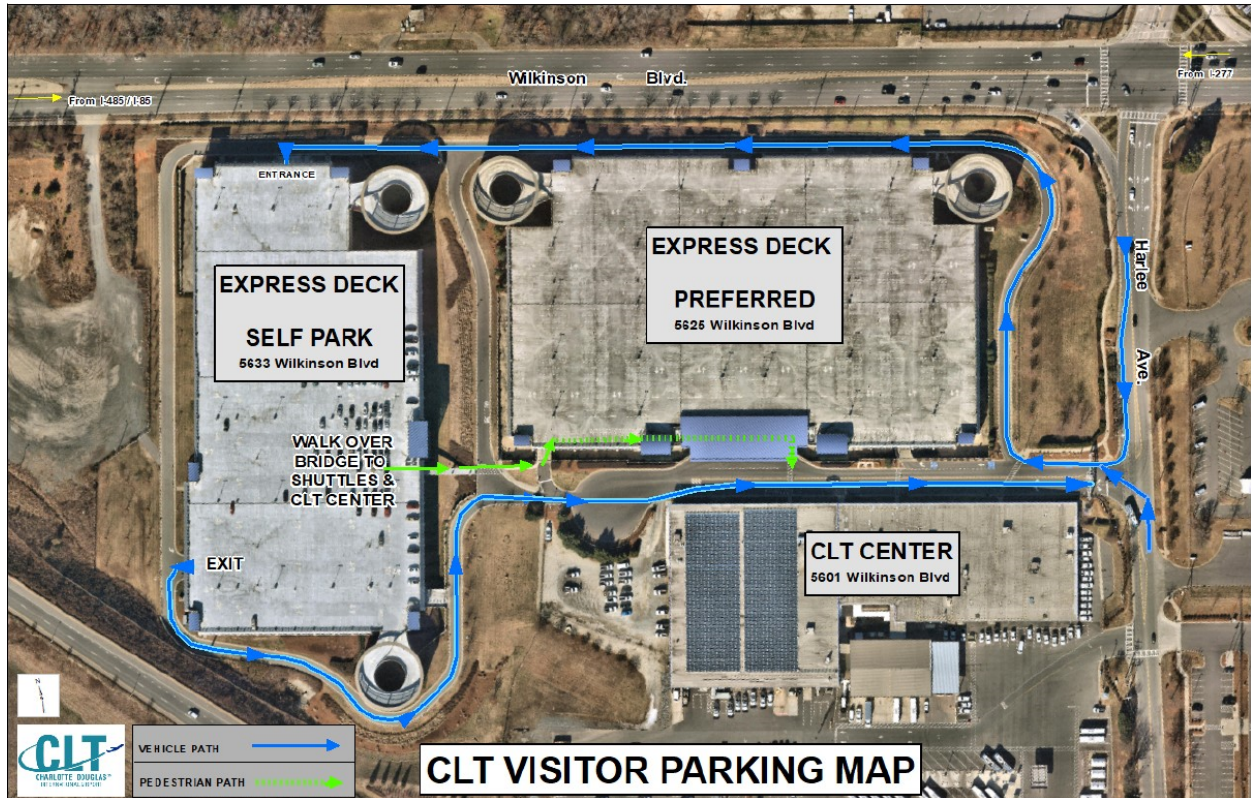 Wilkinson Blvd.
From I-277
From I-485 / I-85
ENTRANCE
EXPRESS DECK
SELF PARK
5633 Wilkinson Blvd
EXPRESS DECK
PREFERRED
5625 Wilkinson Blvd
Harlee Ave.
WALK OVER
BRIDGE TO
SHUTTLES &
CLT CENTER
EXIT
CLT CENTER
5601 Wilkinson Blvd
N
CLT
CHARLOTTE DOUGLAS
INTERNATIONAL AIRPORT
VEHICLE PATH
PEDESTRIAN PATH
CLT VISITOR PARKING MAP